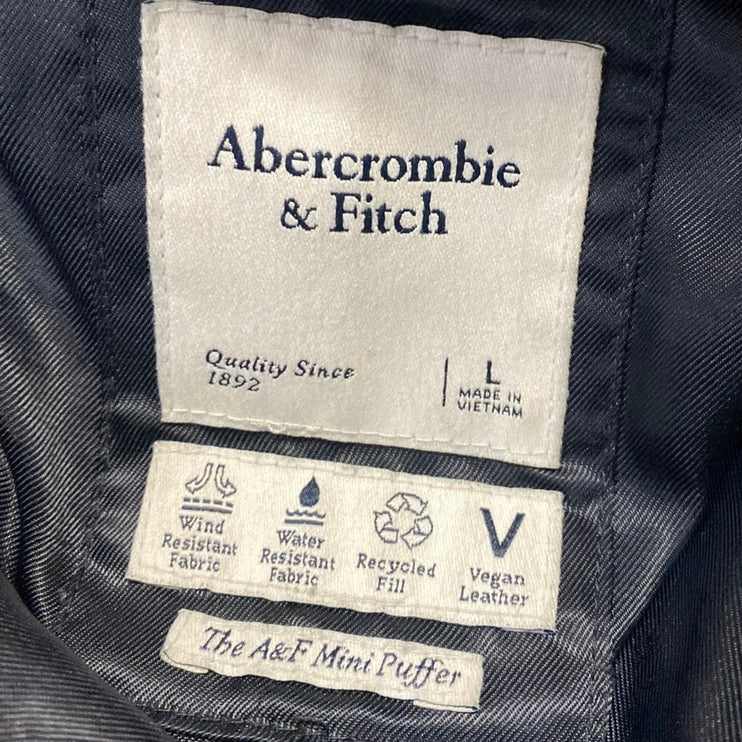 Abercrombie
& Fitch
Quality Since
1892
L
MADE IN
VIETNAM
Wind
Resistant
Fabric
Water
Resistant
Fabric
Recycled
Fill
V
Vegan
Leather
The A&F Mini Puffer